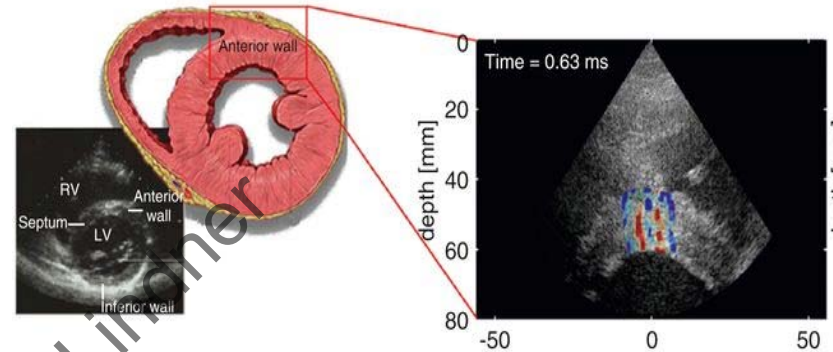 Anterior wall
RV
Anterior
wall
Septum
LV
Inferior wall
Time = 0.63 ms
depth [mm]
0
20
40
60
80
-50
0
50